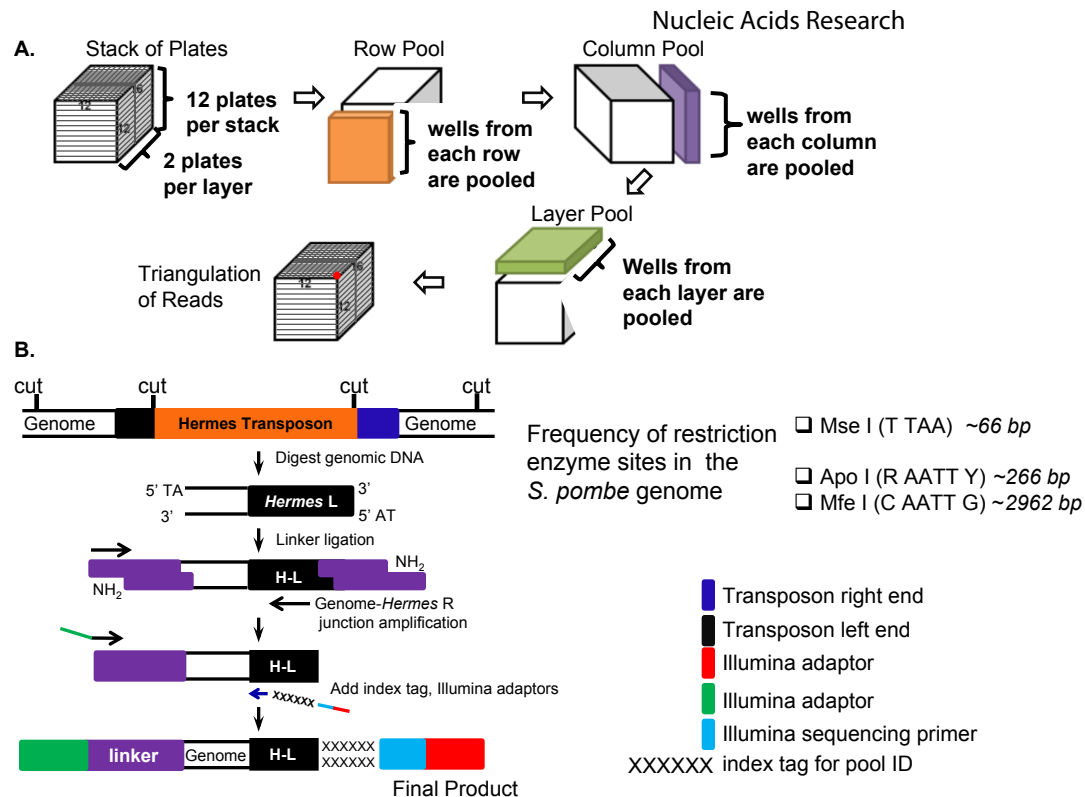 Nucleic Acids Research
A.
Stack of Plates
12
16
12
12 plates
per stack
2 plates
per layer
Row Pool
wells from
each row
are pooled
Column Pool
wells from
each column
are pooled
Layer Pool
Wells from
each layer are
pooled
Triangulation
of Reads
12
16
12
B.
cut cut cut cut
Genome Hermes Transposon Genome
Digest genomic DNA
5' TA Hermes L 3'
3' 5' AT
Linker ligation
NH2
H-L
NH2
Genome-Hermes R
junction amplification
H-L
XXXXXX
Add index tag, Illumina adaptors
linker Genome H-L XXXXXX
XXXXXX
Final Product
Frequency of restriction
enzyme sites in the
S. pombe genome
❑ Mse I (T TAA) ~66 bp
❑ Apo I (R AATT Y) ~266 bp
❑ Mfe I (C AATT G) ~2962 bp
Transposon right end
Transposon left end
Illumina adaptor
Illumina adaptor
Illumina sequencing primer
XXXXXX index tag for pool ID